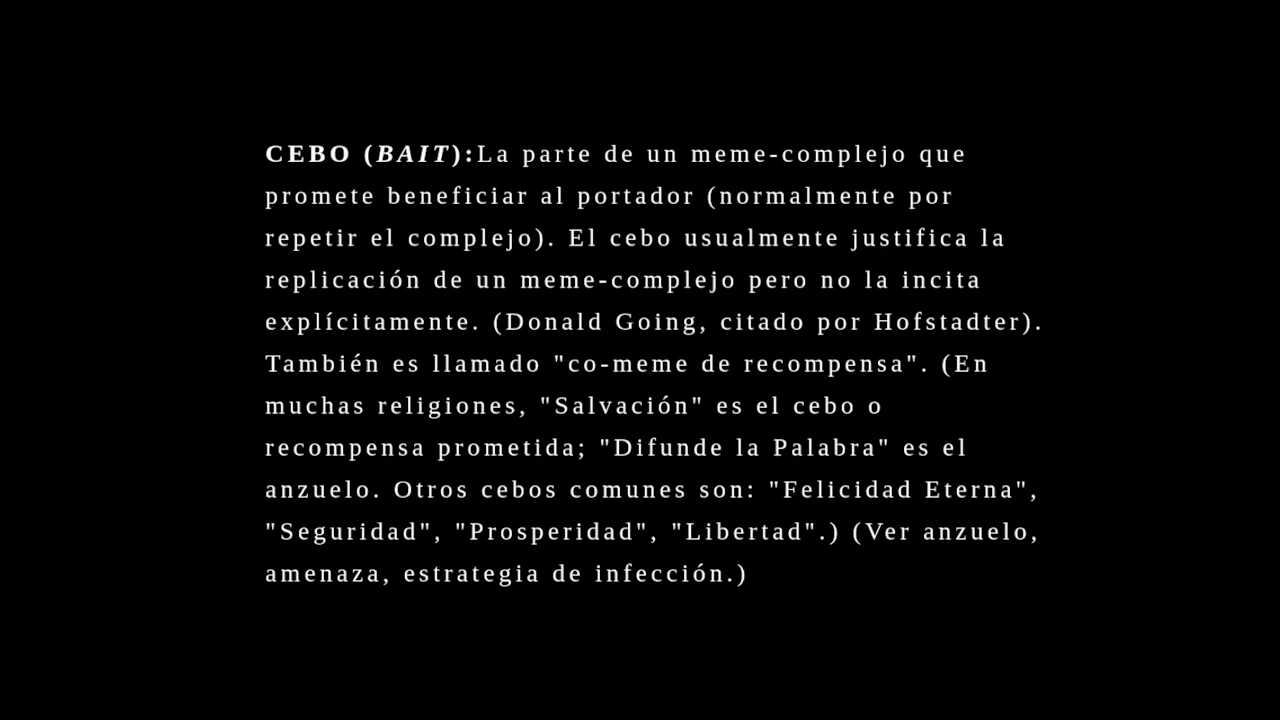 CEBO (BAIT):La parte de un meme-complejo que
promete beneficiar al portador (normalmente por
repetir el complejo). El cebo usualmente justifica la
replicación de un meme-complejo pero no la incita
explícitamente. (Donald Going, citado por Hofstadter).
También es llamado "co-meme de recompensa". (En
muchas religiones, "Salvación" es el cebo o
recompensa prometida; "Difunde la Palabra" es el
anzuelo. Otros cebos comunes son: "Felicidad Eterna",
"Seguridad", "Prosperidad", "Libertad".) (Ver anzuelo,
amenaza, estrategia de infección.)